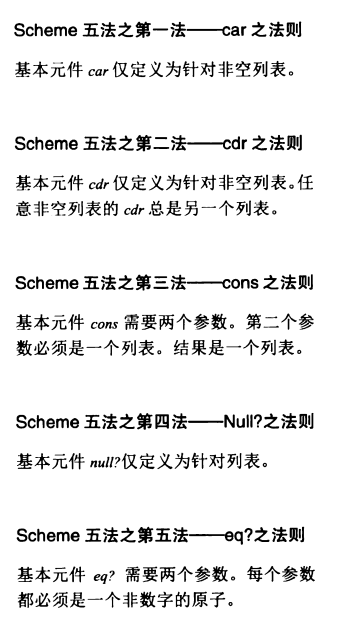 Scheme 五法之第一法——car 之法则
基本元件 car 仅定义为针对非空列表。
Scheme 五法之第二法——cdr 之法则
基本元件 cdr 仅定义为针对非空列表。任
意非空列表的 cdr 总是另一个列表。
Scheme 五法之第三法——cons 之法则
基本元件 cons 需要两个参数。第二个参
数必须是一个列表。结果是一个列表。
Scheme 五法之第四法——Null?之法则
基本元件 null?仅定义为针对列表。
Scheme 五法之第五法——eq?之法则
基本元件 eq? 需要两个参数。每个参数
都必须是一个非数字的原子。